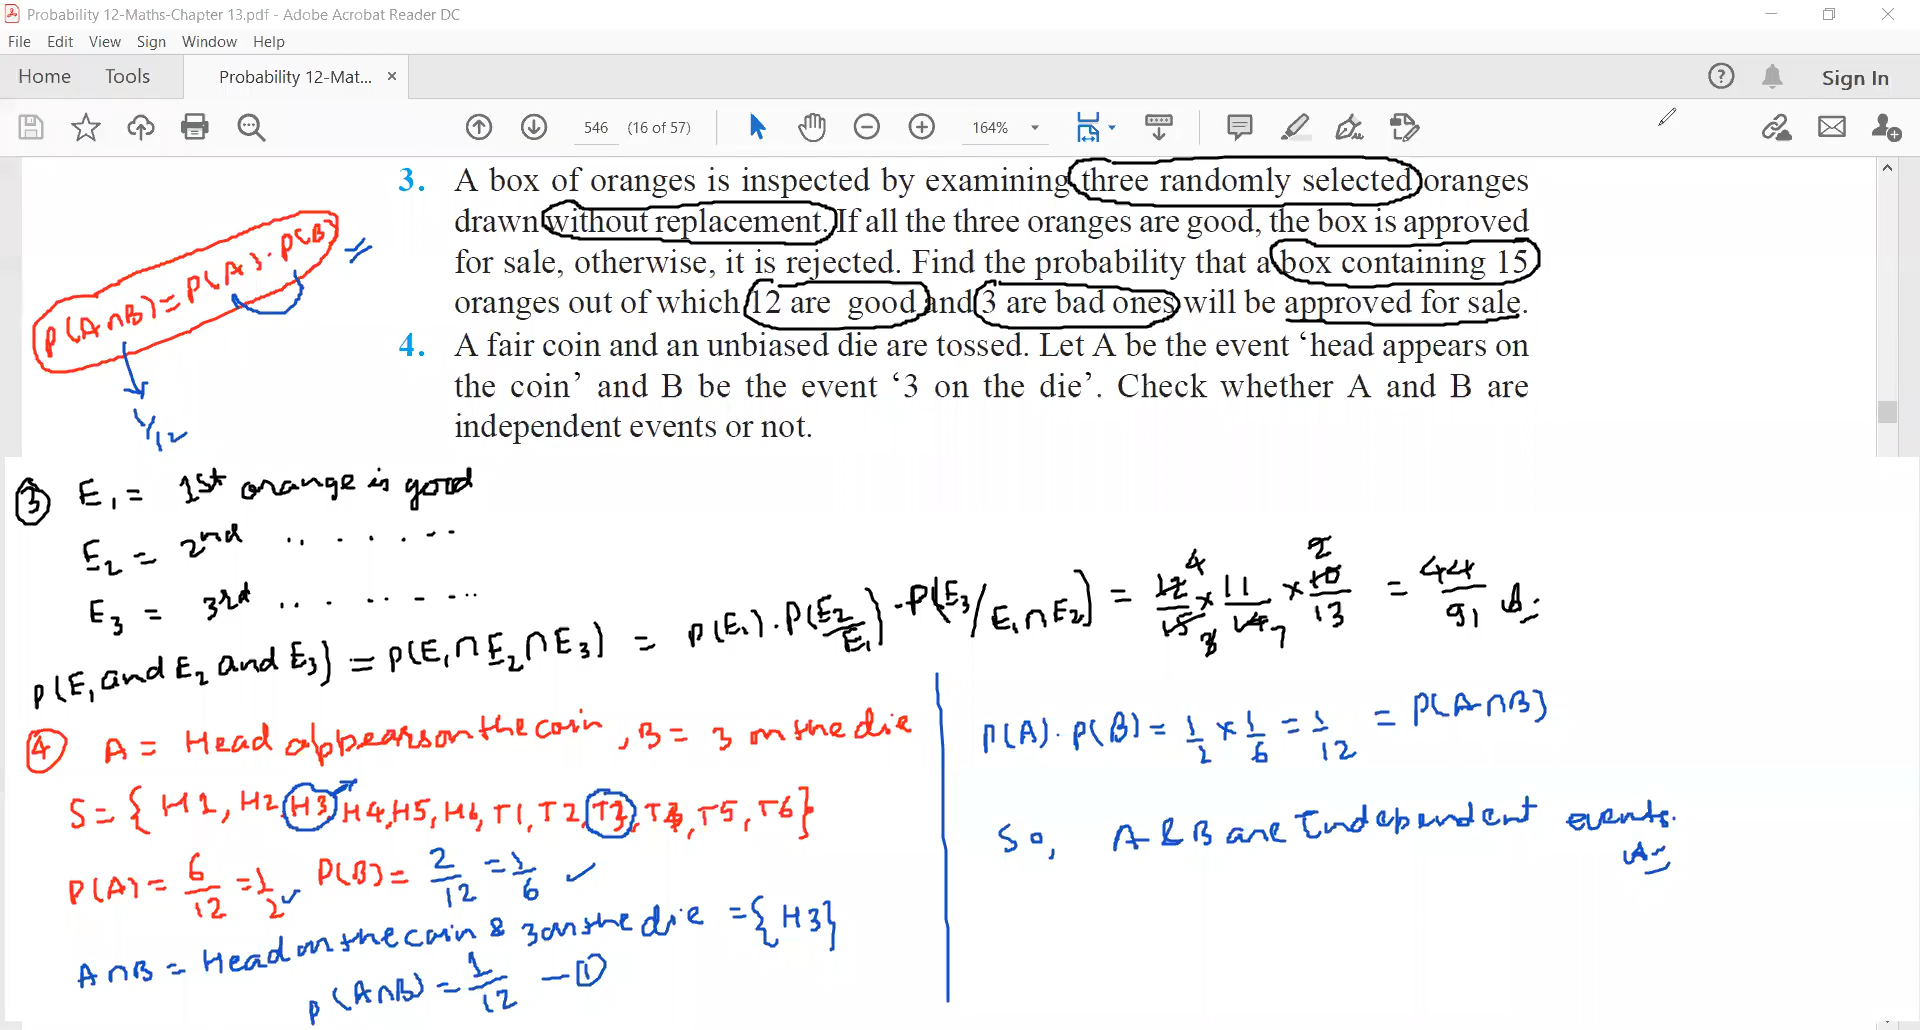 Probability 12-Maths-Chapter 13.pdf - Adobe Acrobat Reader DC
File Edit View Sign Window Help
Home Tools Probability 12-Mat... × Sign In
546 (16 of 57) 164%
3. A box of oranges is inspected by examining three randomly selected oranges
drawn without replacement. If all the three oranges are good, the box is approved
for sale, otherwise, it is rejected. Find the probability that a box containing 15
oranges out of which 12 are good and 3 are bad ones will be approved for sale.
4. A fair coin and an unbiased die are tossed. Let A be the event ‘head appears on
the coin’ and B be the event ‘3 on the die’. Check whether A and B are
independent events or not.
P(A∩B) = P(A) · P(B)
1/12
③ E₁ = 1st orange is good
E₂ = 2nd .. . . . . ..
E₃ = 3rd .. . . . . ..
P(E₁ and E₂ and E₃) = P(E₁∩E₂∩E₃) = P(E₁) · P(E₂/E₁) · P(E₃/E₁∩E₂) = 12/15 × 11/14 × 10/13 = 44/91
4 2
3 7
④ A = Head appears on the coin, B = 3 on the die
S = { H1, H2, H3, H4, H5, H6, T1, T2, T3, T4, T5, T6}
P(A) = 6/12 = 1/2 P(B) = 2/12 = 1/6
A∩B = Head on the coin & 3 on the die = {H3}
P(A∩B) = 1/12 — ①
P(A) · P(B) = 1/2 × 1/6 = 1/12 = P(A∩B)
So, A & B are Independent events.